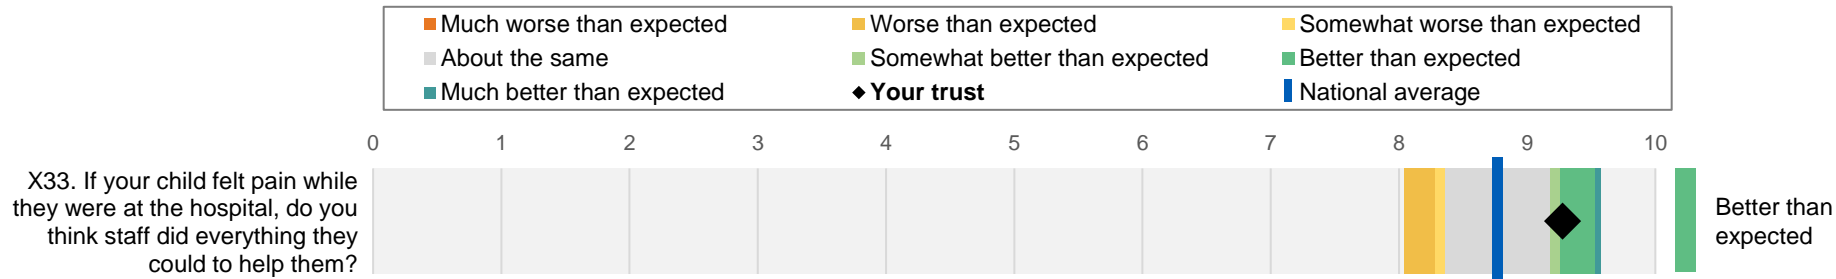 Much worse than expected
Worse than expected
Somewhat worse than expected
About the same
Somewhat better than expected
Better than expected
Much better than expected
Your trust
National average
0 1 2 3 4 5 6 7 8 9 10
X33. If your child felt pain while
they were at the hospital, do you
think staff did everything they
could to help them?
Better than
expected